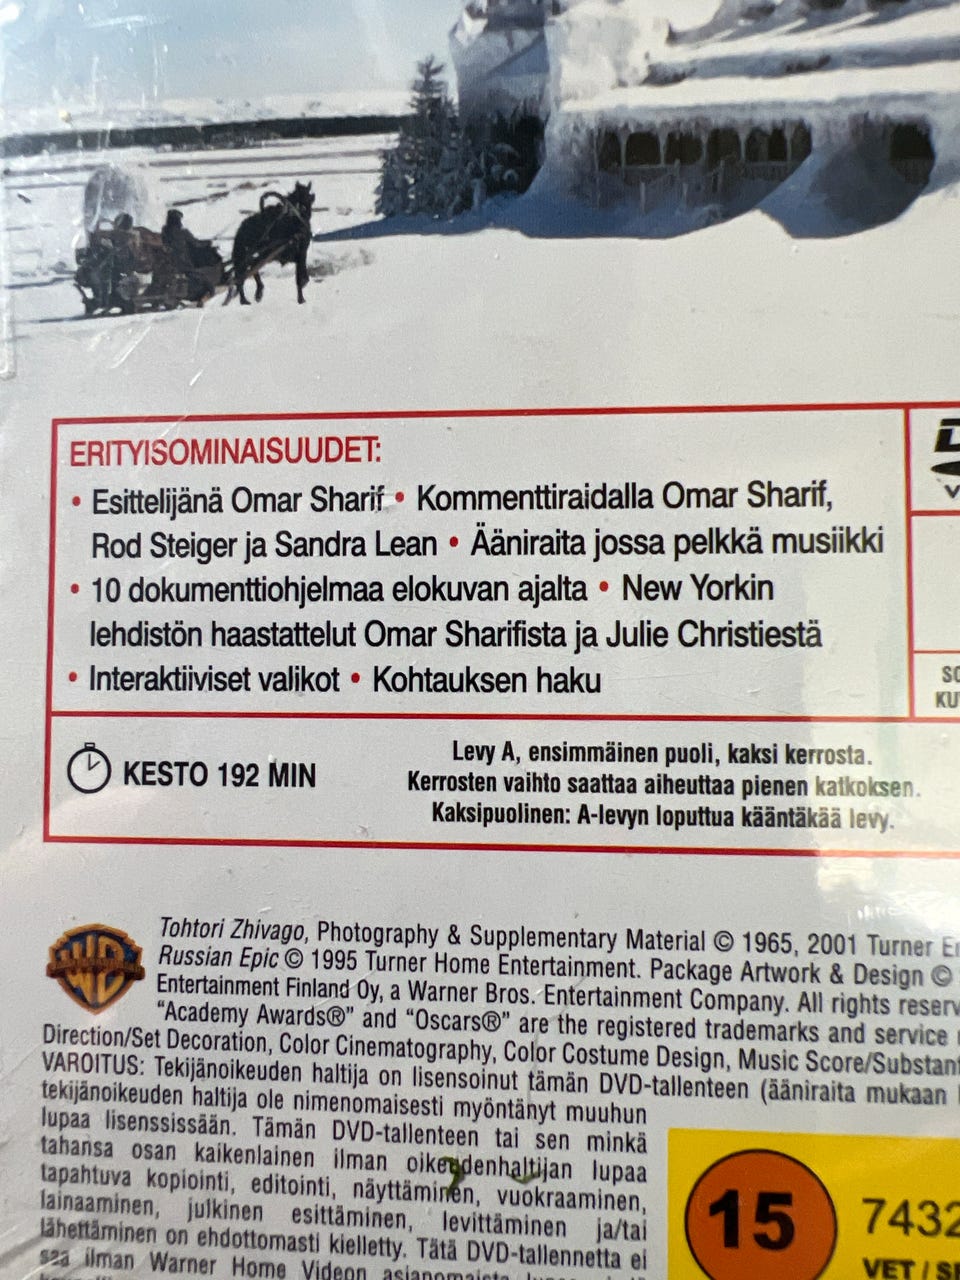 ERITYISOMINAISUUDET:
• Esittelijänä Omar Sharif • Kommenttiraidalla Omar Sharif,
Rod Steiger ja Sandra Lean • Ääniraita jossa pelkkä musiikki
• 10 dokumenttiohjelmaa elokuvan ajalta • New Yorkin
lehdistön haastattelut Omar Sharifista ja Julie Christiestä
• Interaktiiviset valikot • Kohtauksen haku
KESTO 192 MIN
Levy A, ensimmäinen puoli, kaksi kerrosta.
Kerrosten vaihto saattaa aiheuttaa pienen katkoksen.
Kaksipuolinen: A-levyn loputtua kääntäkää levy.
WB
Tohtori Zhivago, Photography & Supplementary Material © 1965, 2001 Turner
Russian Epic © 1995 Turner Home Entertainment. Package Artwork & Design ©
Entertainment Finland Oy, a Warner Bros. Entertainment Company. All rights
"Academy Awards®" and "Oscars®" are the registered trademarks and service
Direction/Set Decoration, Color Cinematography, Color Costume Design, Music
VAROITUS: Tekijänoikeuden haltija on lisensoinut tämän DVD-tallenteen (ääniraita mukaan
tekijänoikeuden haltija ole nimenomaisesti myöntänyt muuhun
lupaa lisenssissään. Tämän DVD-tallenteen tai sen minkä
tahansa osan kaikenlainen ilman oikeudenhaltijan lupaa
tapahtuva kopiointi, editointi, näyttäminen, vuokraaminen,
lainaaminen, julkinen esittäminen, levittäminen ja/tai
lähettäminen on ehdottomasti kielletty. Tätä DVD-tallennetta ei
saa ilman Warner Home Videon
15
7432
VET /